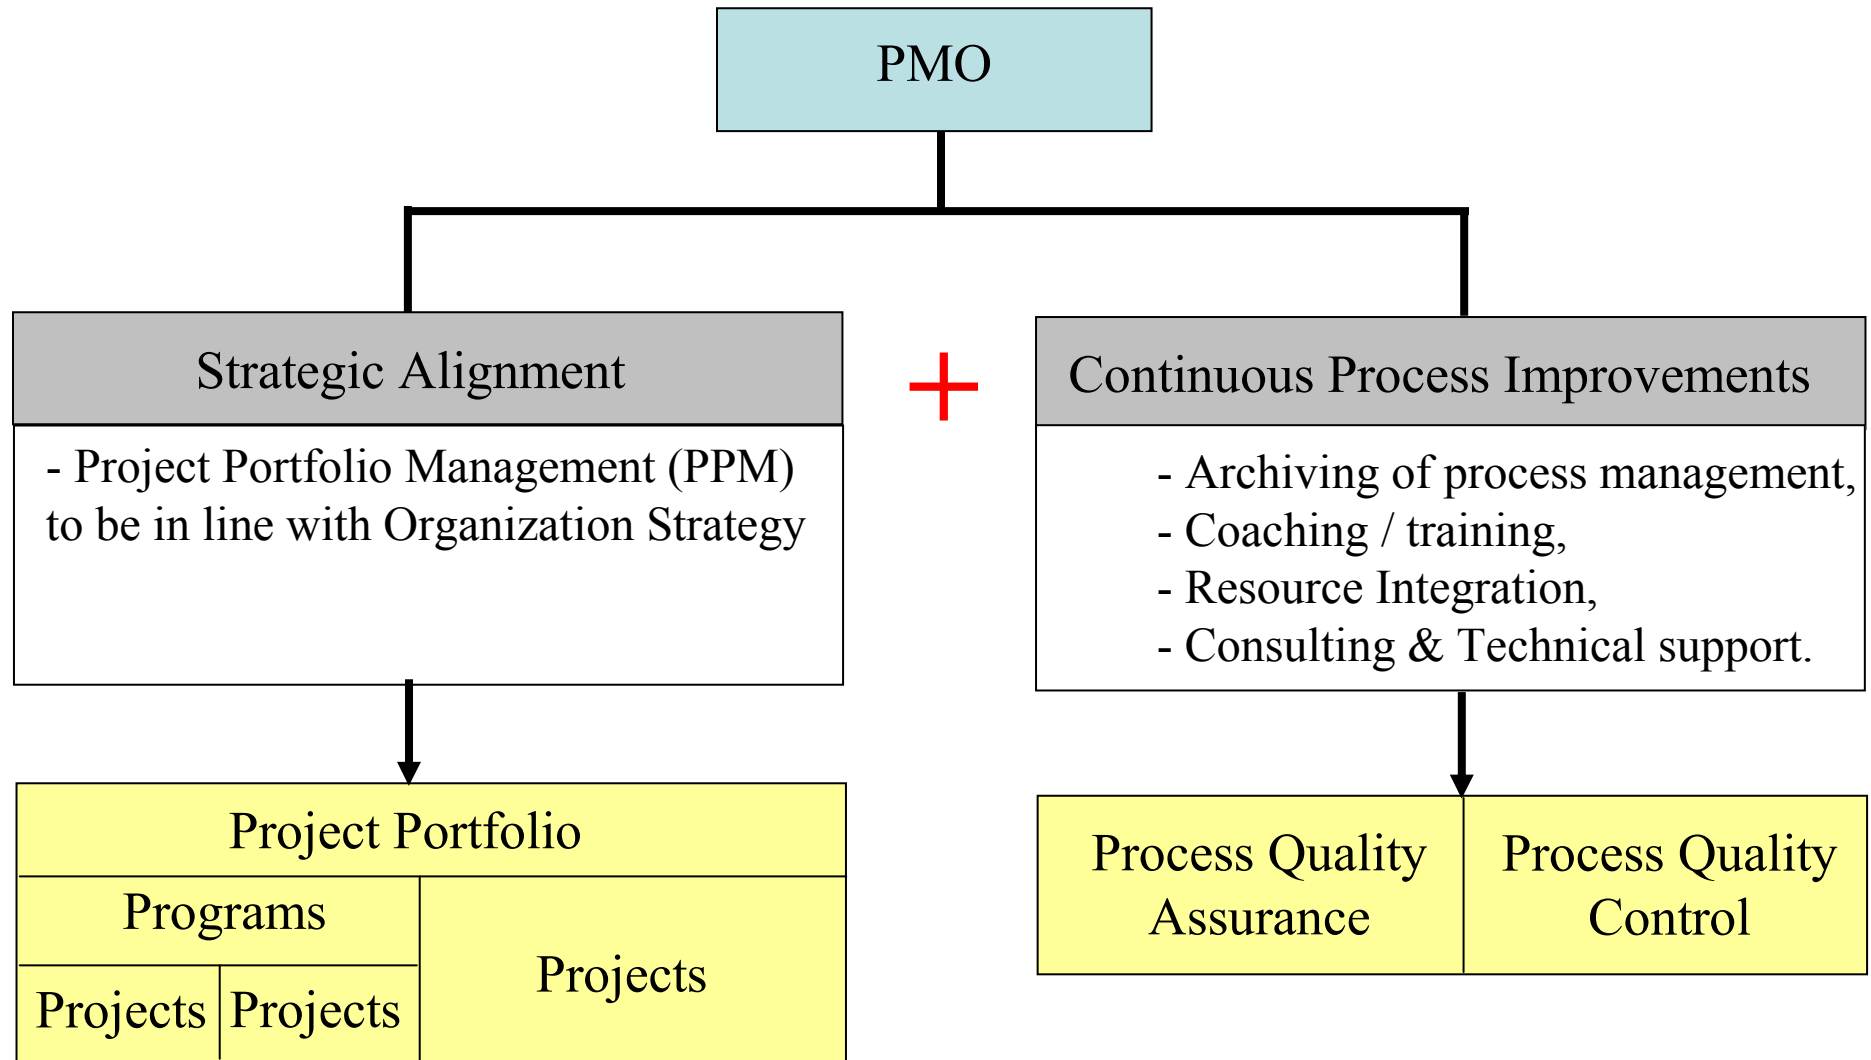 PMO
Strategic Alignment
- Project Portfolio Management (PPM)
to be in line with Organization Strategy
+
Continuous Process Improvements
- Archiving of process management,
- Coaching / training,
- Resource Integration,
- Consulting & Technical support.
Project Portfolio
Programs
Projects
Projects
Projects
Process Quality
Assurance
Process Quality
Control